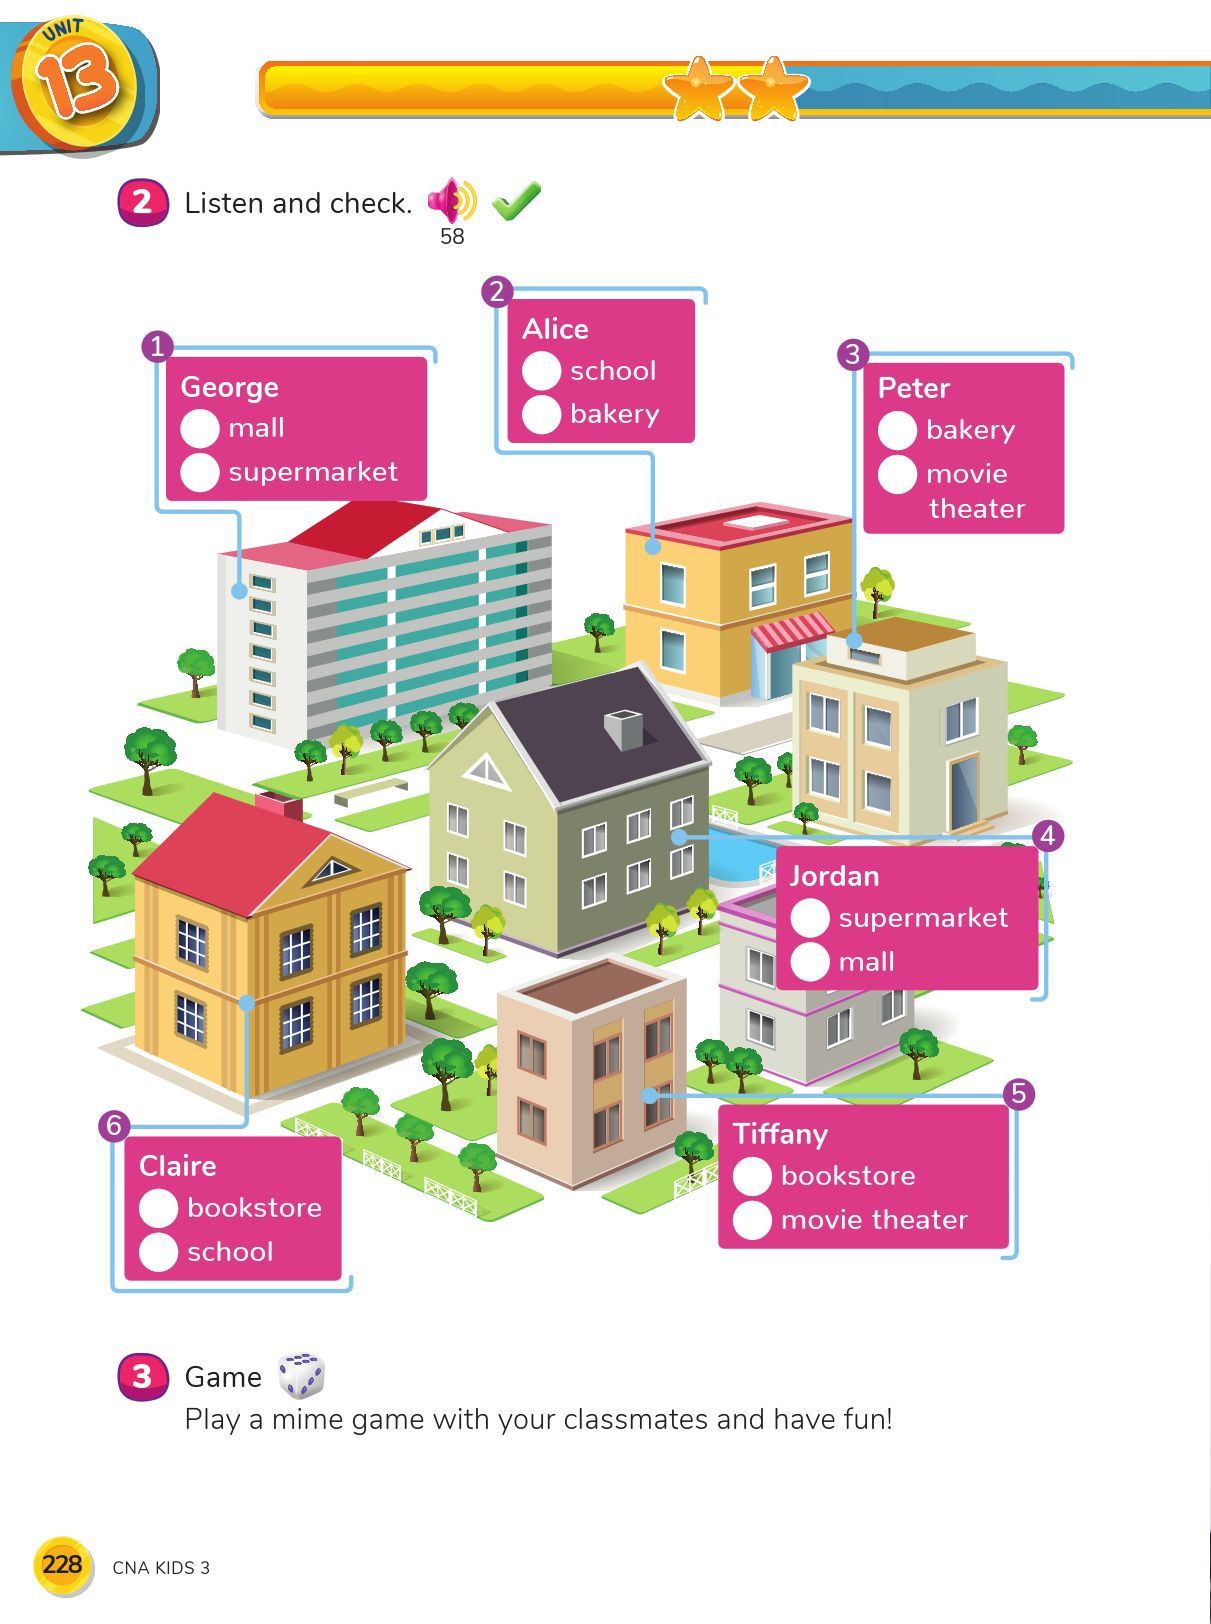 UNIT
13
2 Listen and check.
58
1
George
mall
supermarket
2
Alice
school
bakery
3
Peter
bakery
movie
theater
4
Jordan
supermarket
mall
5
Tiffany
bookstore
movie theater
6
Claire
bookstore
school
3 Game
Play a mime game with your classmates and have fun!
228 CNA KIDS 3